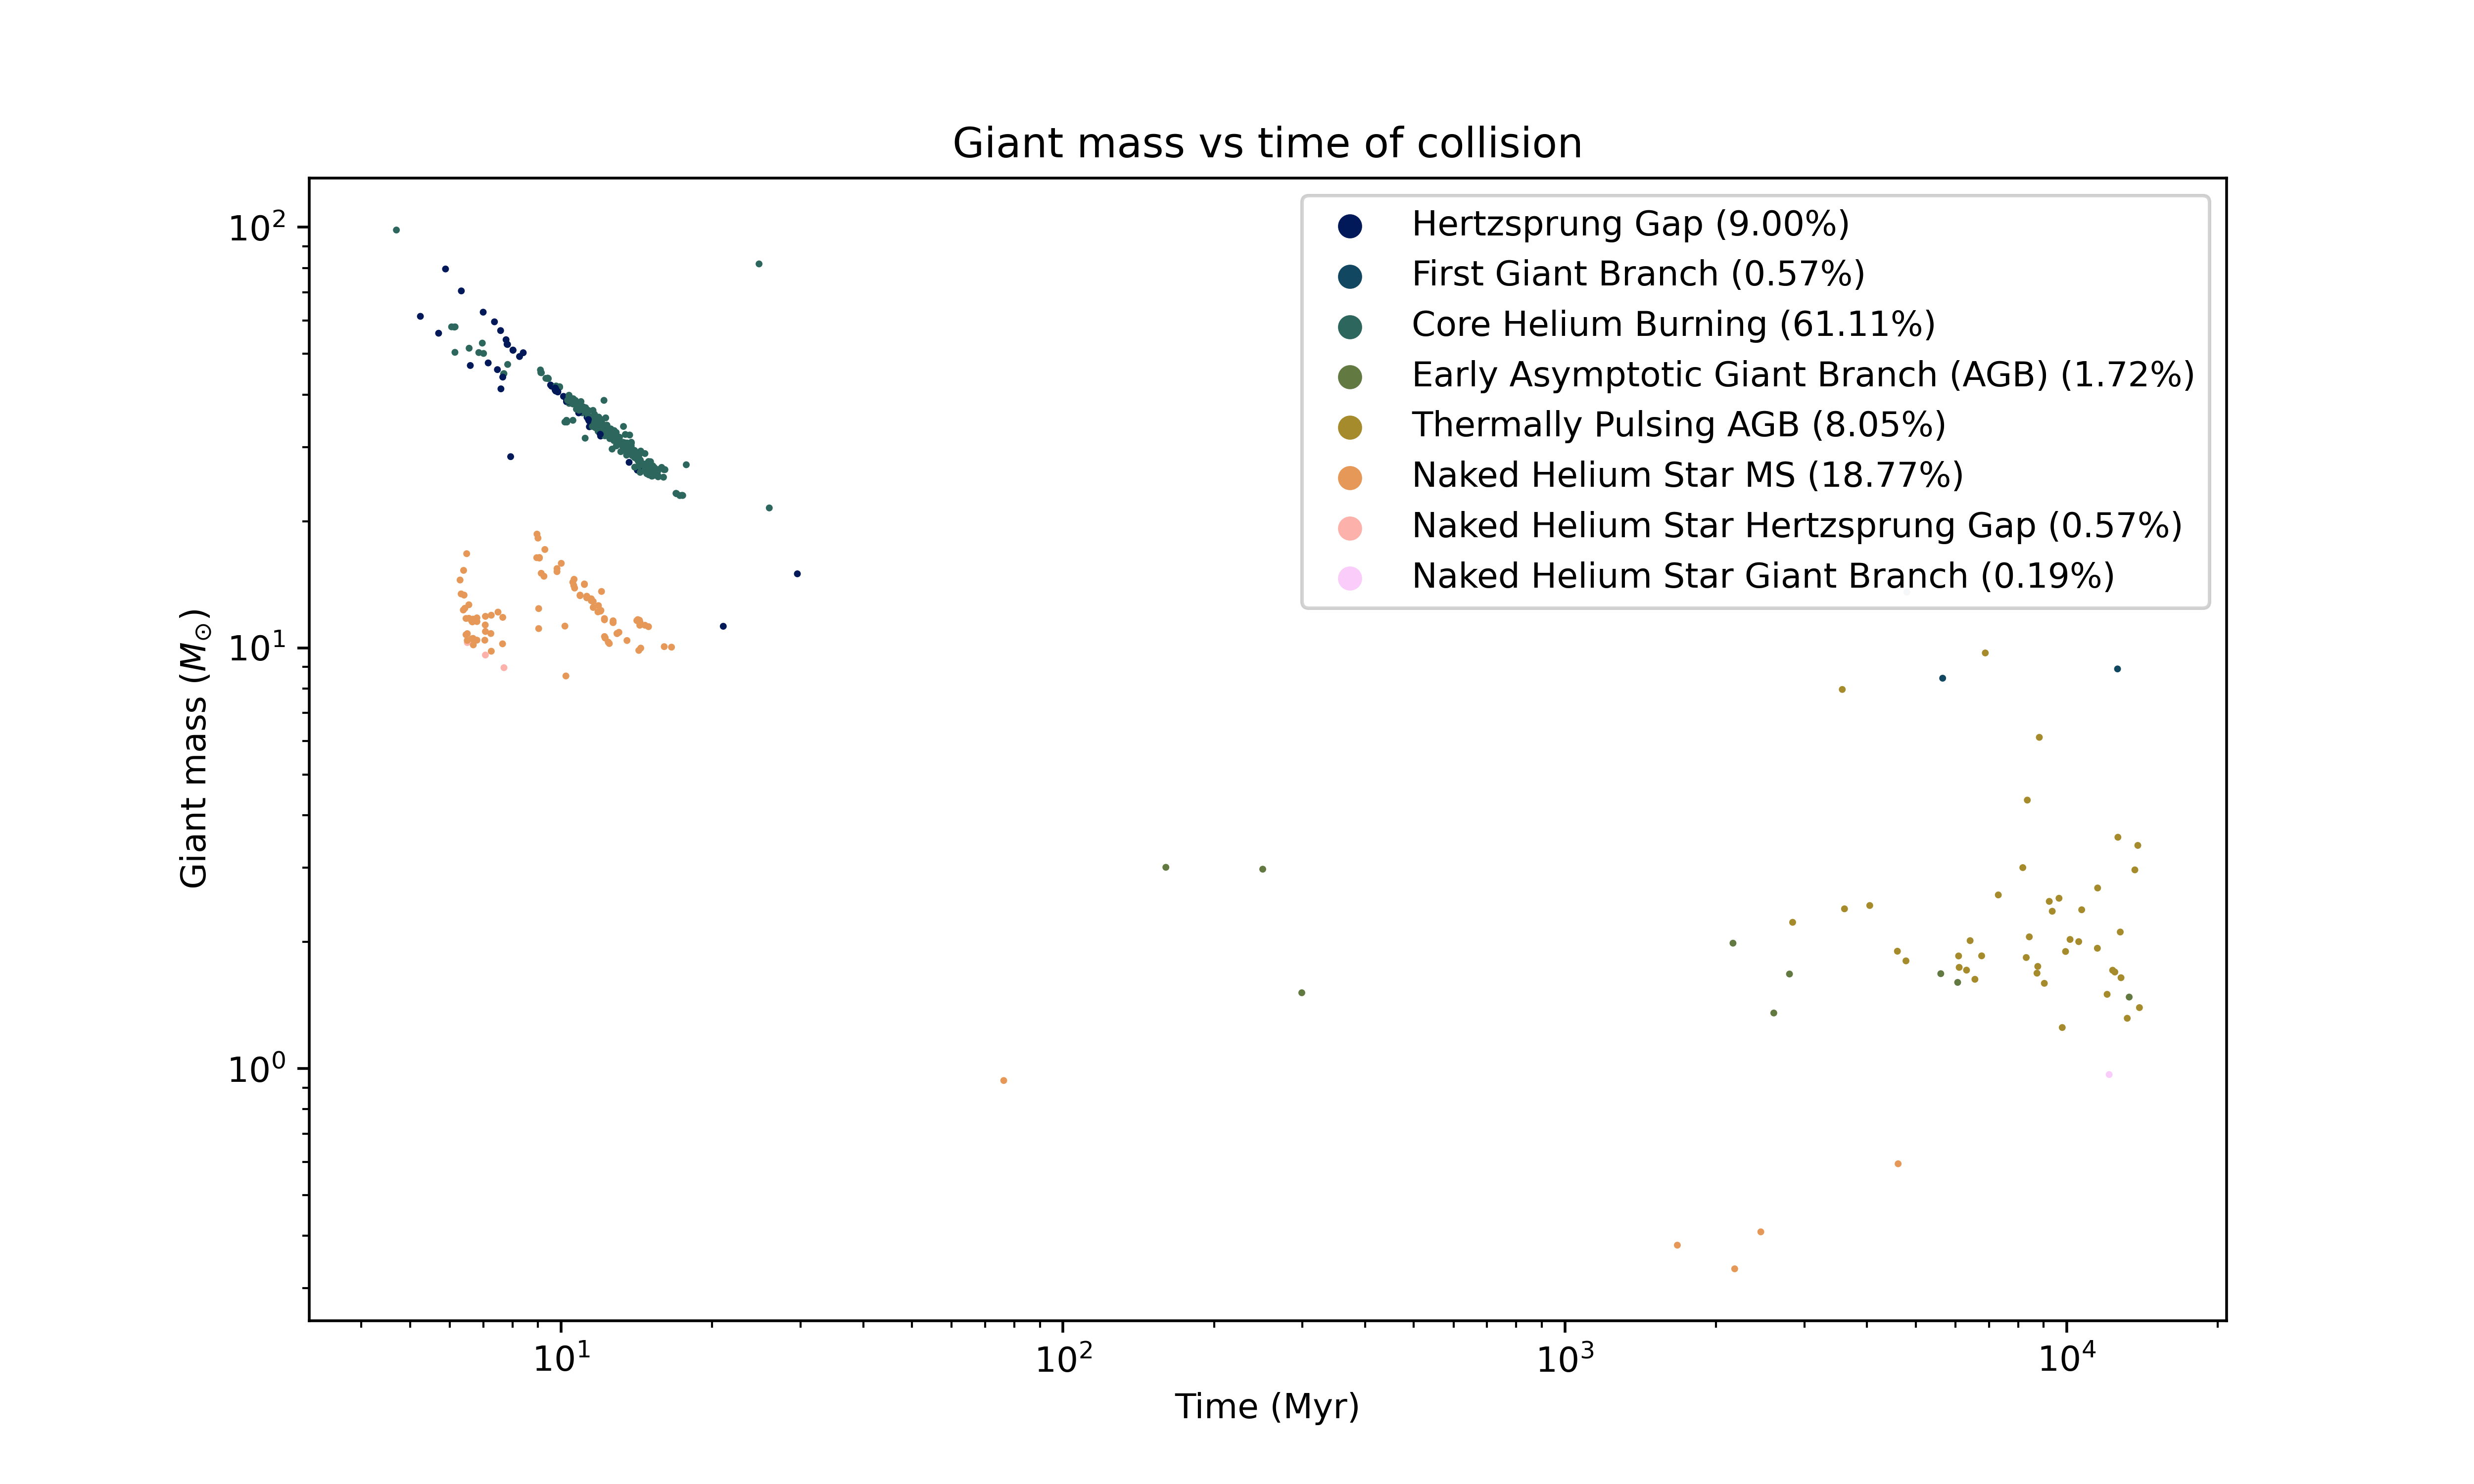 Giant mass vs time of collision
Hertzsprung Gap (9.00%)
First Giant Branch (0.57%)
Core Helium Burning (61.11%)
Early Asymptotic Giant Branch (AGB) (1.72%)
Thermally Pulsing AGB (8.05%)
Naked Helium Star MS (18.77%)
Naked Helium Star Hertzsprung Gap (0.57%)
Naked Helium Star Giant Branch (0.19%)
Giant mass (M☉)
10²
10¹
10⁰
10¹ 10² 10³ 10⁴
Time (Myr)